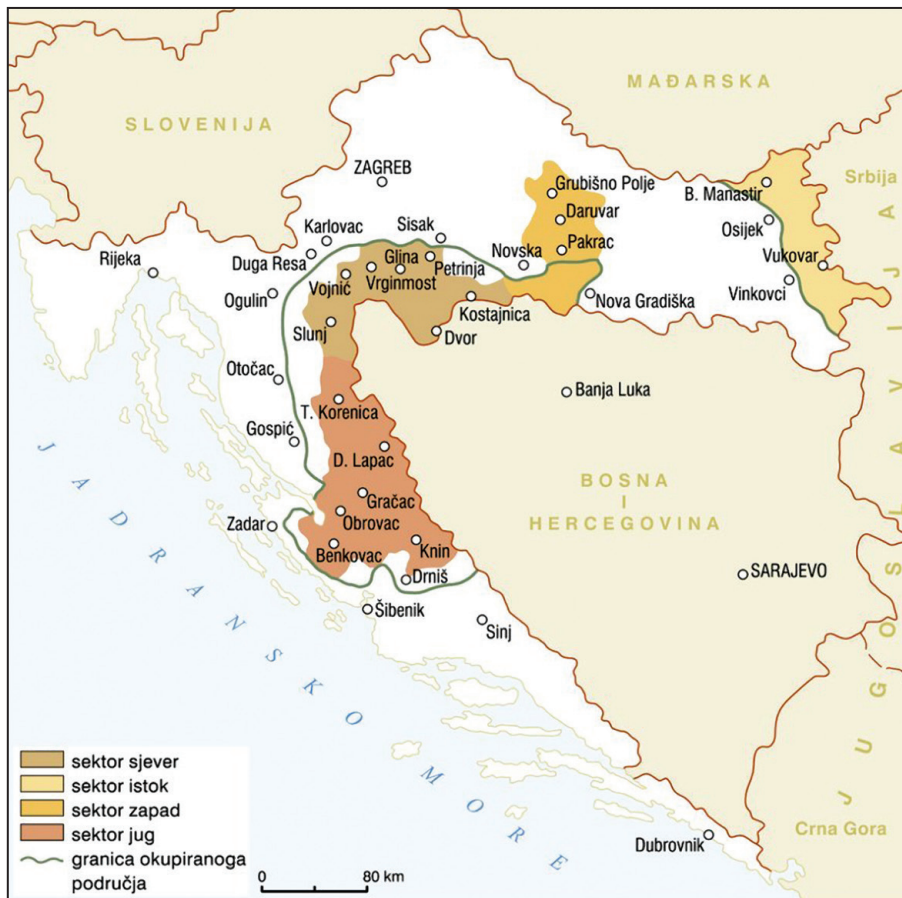 MAĐARSKA
SLOVENIJA
Srbija
ZAGREB
Grubišno Polje
B. Manastir
Daruvar
Osijek
Karlovac
Sisak
Pakrac
Rijeka
Duga Resa
Glina
Petrinja
Novska
Vukovar
Vojnić
Vrginmost
Ogulin
Kostajnica
Nova Gradiška
Vinkovci
Slunj
Dvor
Otočac
T. Korenica
Banja Luka
Gospić
D. Lapac
BOSNA
I
HERCEGOVINA
Gračac
Zadar
Obrovac
Benkovac
Knin
Drniš
SARAJEVO
Šibenik
Sinj
JUGOSLAVIJA
JADRANSKO MORE
Crna Gora
Dubrovnik
sektor sjever
sektor istok
sektor zapad
sektor jug
granica okupiranoga
područja
0 80 km